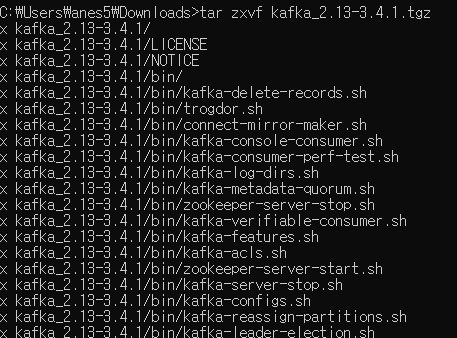 C:₩Users₩anes5₩Downloads>tar zxvf kafka_2.13-3.4.1.tgz
x kafka_2.13-3.4.1/
x kafka_2.13-3.4.1/LICENSE
x kafka_2.13-3.4.1/NOTICE
x kafka_2.13-3.4.1/bin/
x kafka_2.13-3.4.1/bin/kafka-delete-records.sh
x kafka_2.13-3.4.1/bin/trogdor.sh
x kafka_2.13-3.4.1/bin/connect-mirror-maker.sh
x kafka_2.13-3.4.1/bin/kafka-console-consumer.sh
x kafka_2.13-3.4.1/bin/kafka-consumer-perf-test.sh
x kafka_2.13-3.4.1/bin/kafka-log-dirs.sh
x kafka_2.13-3.4.1/bin/kafka-metadata-quorum.sh
x kafka_2.13-3.4.1/bin/zookeeper-server-stop.sh
x kafka_2.13-3.4.1/bin/kafka-verifiable-consumer.sh
x kafka_2.13-3.4.1/bin/kafka-features.sh
x kafka_2.13-3.4.1/bin/kafka-acls.sh
x kafka_2.13-3.4.1/bin/zookeeper-server-start.sh
x kafka_2.13-3.4.1/bin/kafka-server-stop.sh
x kafka_2.13-3.4.1/bin/kafka-configs.sh
x kafka_2.13-3.4.1/bin/kafka-reassign-partitions.sh
x kafka_2.13-3.4.1/bin/kafka-leader-election.sh